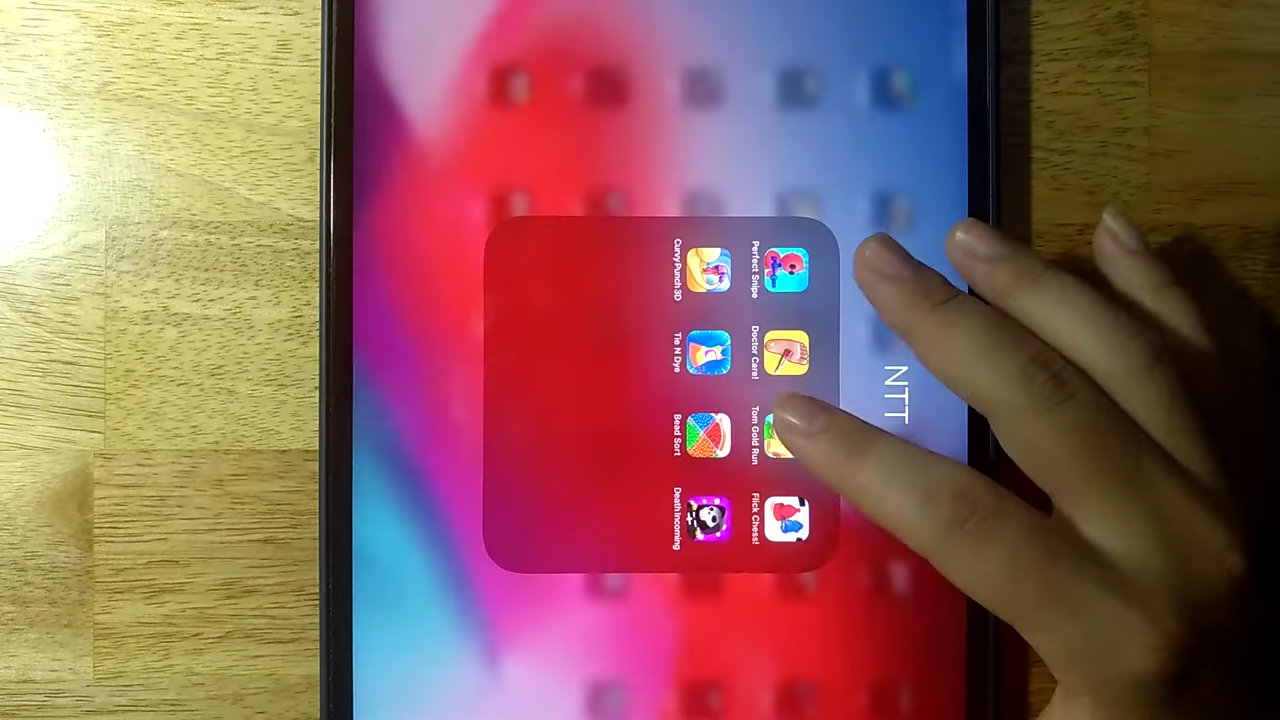 NTT
Perfect Snipe
Doctor Care!
Tom Gold Run
Flick Chess!
Curvy Punch 3D
Tie N Dye
Bead Sort
Death Incoming